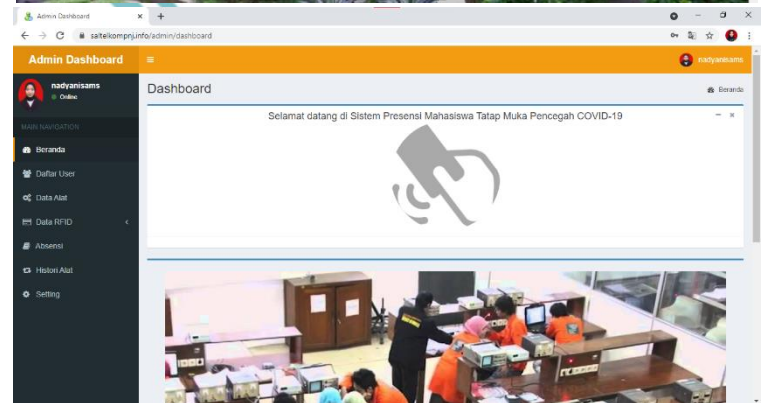 Admin Dashboard
saltelkompnj.info/admin/dashboard
Admin Dashboard
nadyanisams
nadyanisams
Online
Dashboard
Beranda
MAIN NAVIGATION
Selamat datang di Sistem Presensi Mahasiswa Tatap Muka Pencegah COVID-19
Beranda
Daftar User
Data Alat
Data RFID
Absensi
Histori Alat
Setting